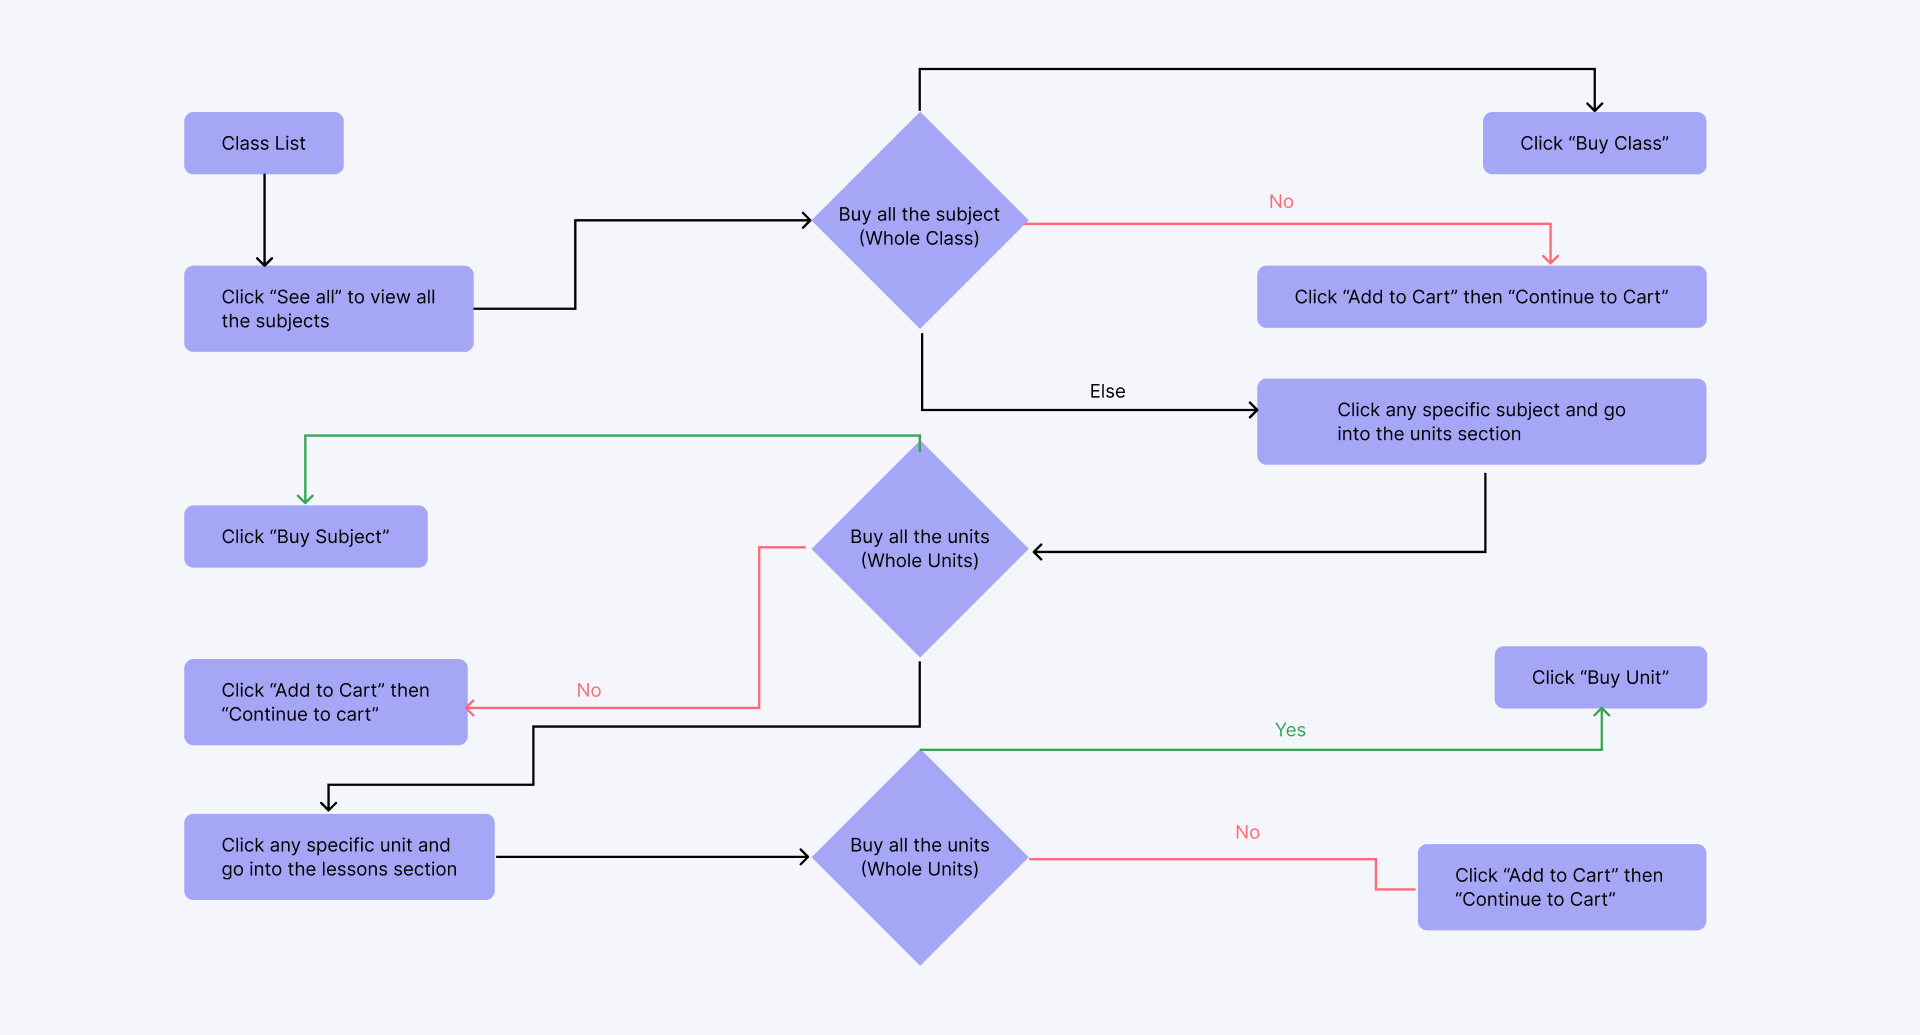 Class List
Click “Buy Class”
No
Buy all the subject
(Whole Class)
Click “See all” to view all
the subjects
Click “Add to Cart” then “Continue to Cart”
Else
Click any specific subject and go
into the units section
Click “Buy Subject”
Buy all the units
(Whole Units)
Click “Add to Cart” then
“Continue to cart”
No
Click “Buy Unit”
Yes
Click any specific unit and
go into the lessons section
Buy all the units
(Whole Units)
No
Click “Add to Cart” then
“Continue to Cart”